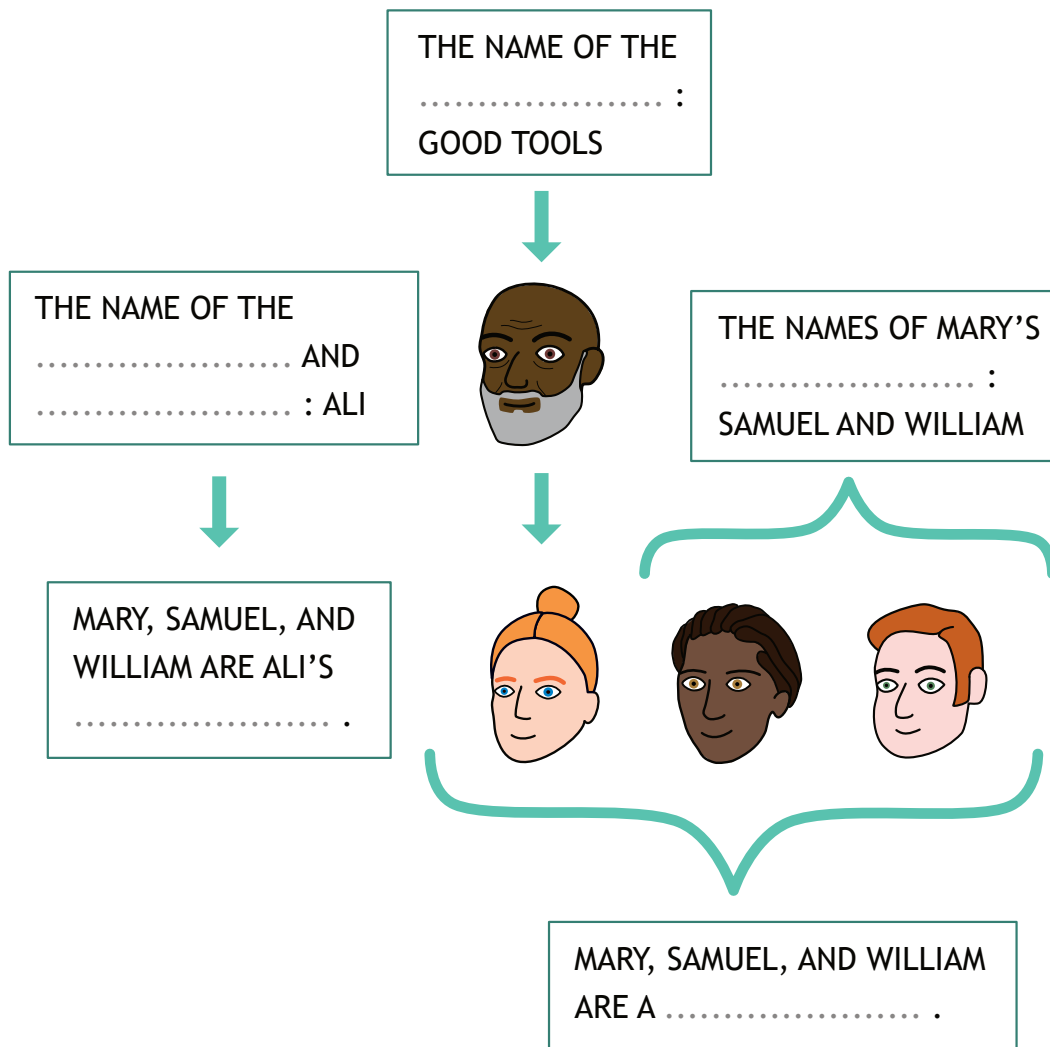 THE NAME OF THE
..................... :
GOOD TOOLS
THE NAME OF THE
...................... AND
...................... : ALI
THE NAMES OF MARY'S
...................... :
SAMUEL AND WILLIAM
MARY, SAMUEL, AND
WILLIAM ARE ALI'S
...................... .
MARY, SAMUEL, AND WILLIAM
ARE A ...................... .